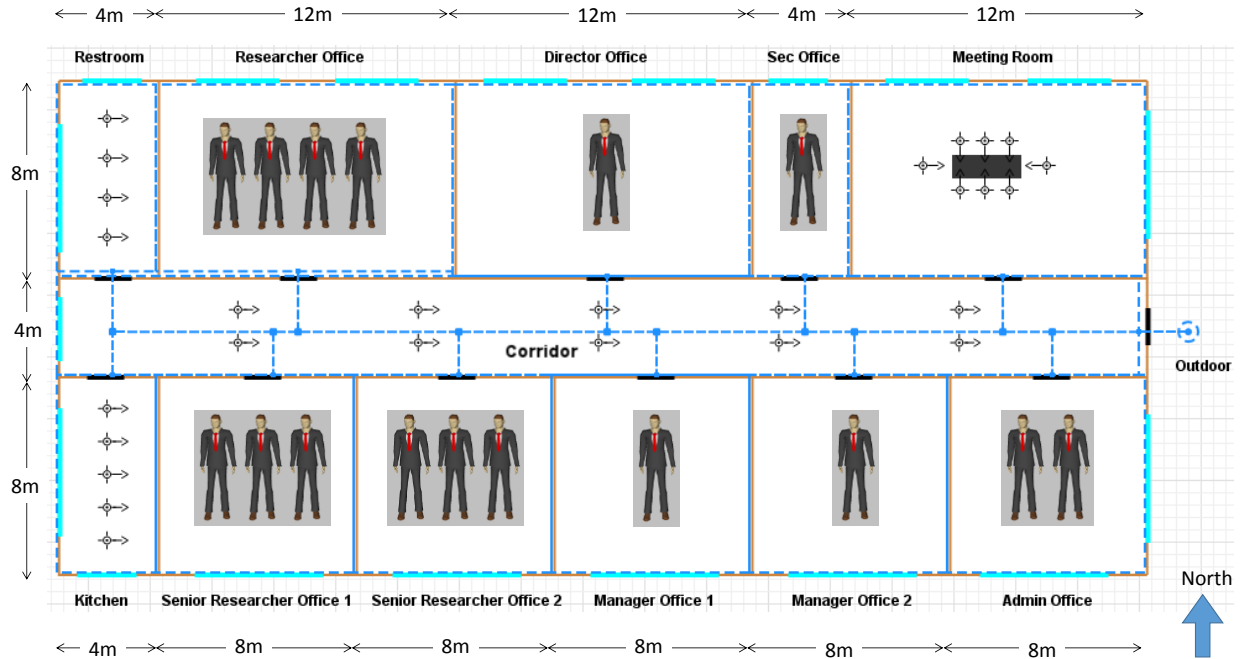 4m 12m 12m 4m 12m
Restroom Researcher Office Director Office Sec Office Meeting Room
8m
4m
Corridor
Outdoor
8m
North
Kitchen Senior Researcher Office 1 Senior Researcher Office 2 Manager Office 1 Manager Office 2 Admin Office
4m 8m 8m 8m 8m 8m